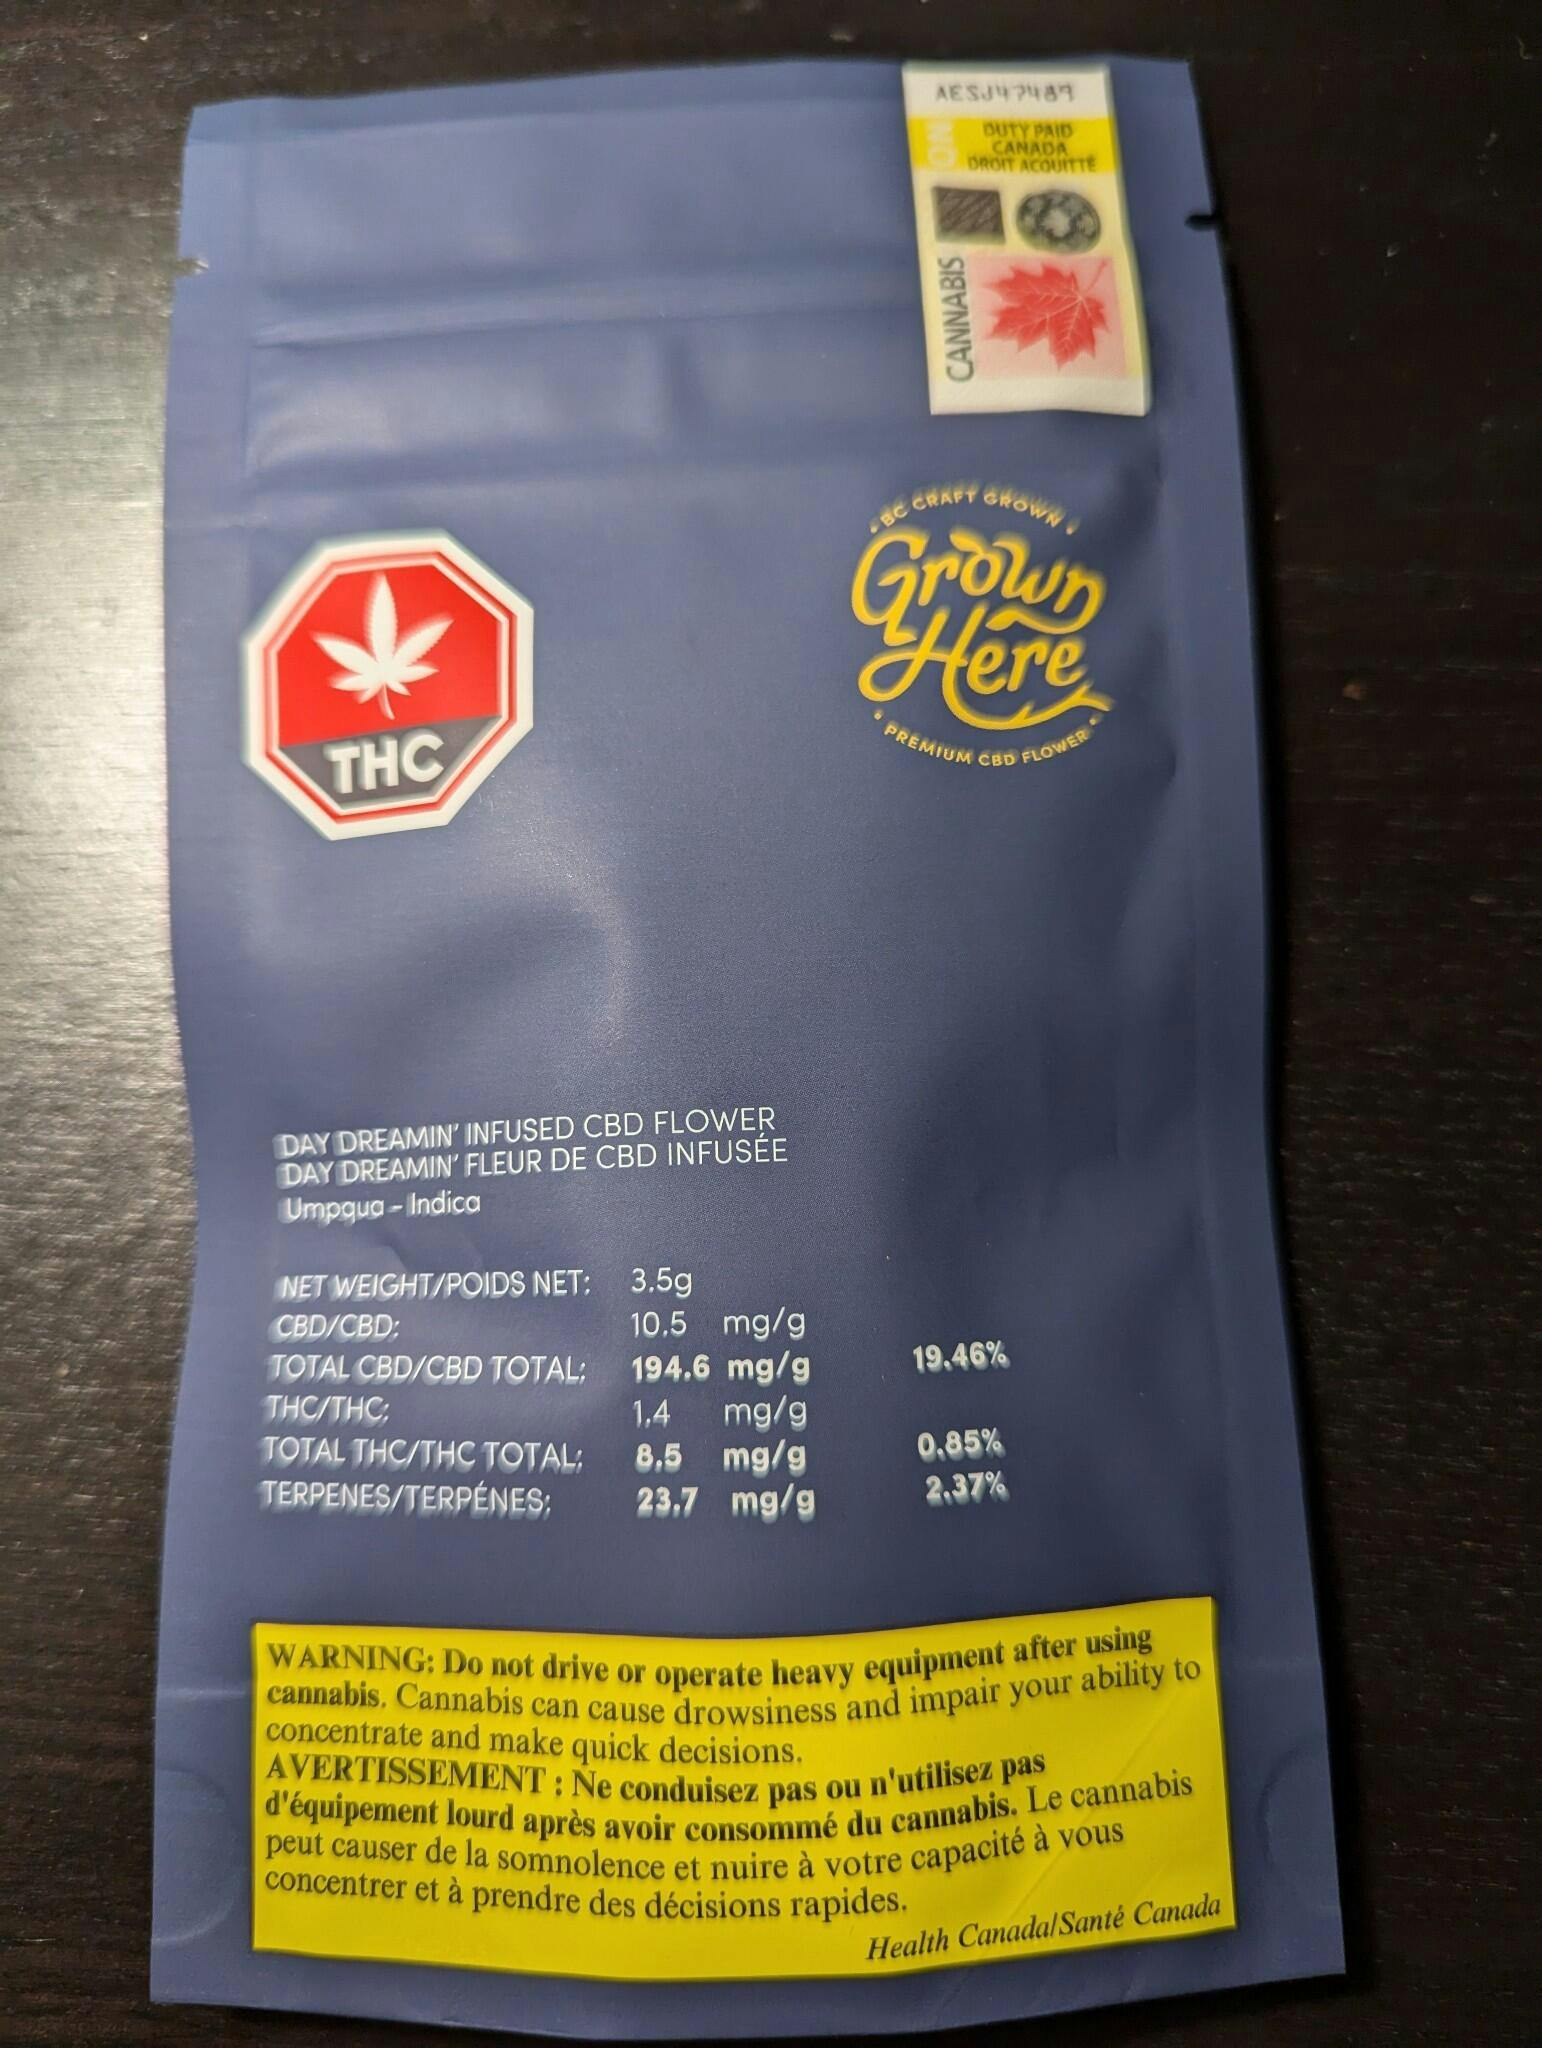 AESJ47489
ON
DUTY PAID
CANADA
DROIT ACQUITTÉ
CANNABIS
• BC CRAFT GROWN •
Grown
Here
• PREMIUM CBD FLOWER •
THC
DAY DREAMIN' INFUSED CBD FLOWER
DAY DREAMIN' FLEUR DE CBD INFUSÉE
Umpqua - Indica
NET WEIGHT/POIDS NET: 3.5g
CBD/CBD: 10.5 mg/g
TOTAL CBD/CBD TOTAL: 194.6 mg/g 19.46%
THC/THC: 1.4 mg/g
TOTAL THC/THC TOTAL: 8.5 mg/g 0.85%
TERPENES/TERPÉNES: 23.7 mg/g 2.37%
WARNING: Do not drive or operate heavy equipment after using
cannabis. Cannabis can cause drowsiness and impair your ability to
concentrate and make quick decisions.
AVERTISSEMENT : Ne conduisez pas ou n'utilisez pas
d'équipement lourd après avoir consommé du cannabis. Le cannabis
peut causer de la somnolence et nuire à votre capacité à vous
concentrer et à prendre des décisions rapides.
Health Canada/Santé Canada